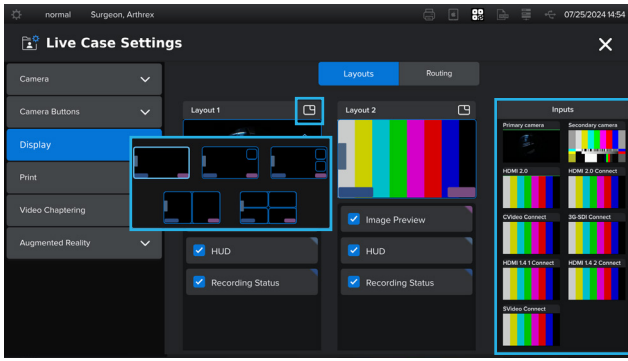 normal Surgeon, Arthrex 07/25/2024 14:54
Live Case Settings
Camera
Camera Buttons
Display
Print
Video Chaptering
Augmented Reality
Layouts Routing
Layout 1
HUD
Recording Status
Layout 2
Image Preview
HUD
Recording Status
Inputs
Primary camera Secondary camera
HDMI 2.0 HDMI 2.0 Connect
CVideo Connect 3G-SDI Connect
HDMI 1.4 1 Connect HDMI 1.4 2 Connect
SVideo Connect